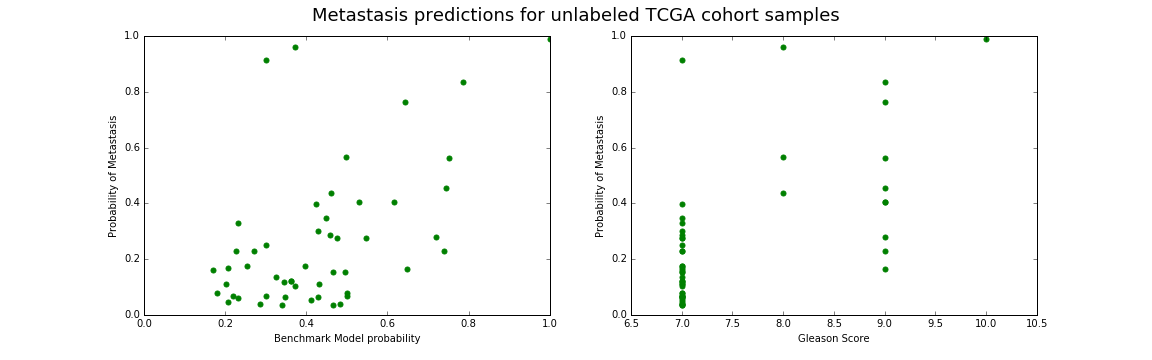 Metastasis predictions for unlabeled TCGA cohort samples
Probability of Metastasis
1.0
0.8
0.6
0.4
0.2
0.0
0.0 0.2 0.4 0.6 0.8 1.0
Benchmark Model probability
Probability of Metastasis
1.0
0.8
0.6
0.4
0.2
0.0
6.5 7.0 7.5 8.0 8.5 9.0 9.5 10.0 10.5
Gleason Score